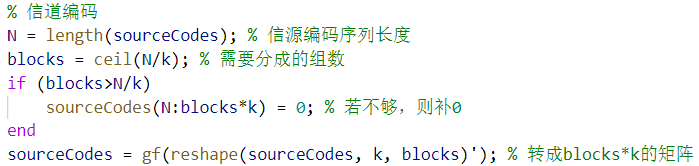 % 信道编码
N = length(sourceCodes); % 信源编码序列长度
blocks = ceil(N/k); % 需要分成的组数
if (blocks>N/k)
    sourceCodes(N:blocks*k) = 0; % 若不够，则补0
end
sourceCodes = gf(reshape(sourceCodes, k, blocks)'); % 转成blocks*k的矩阵